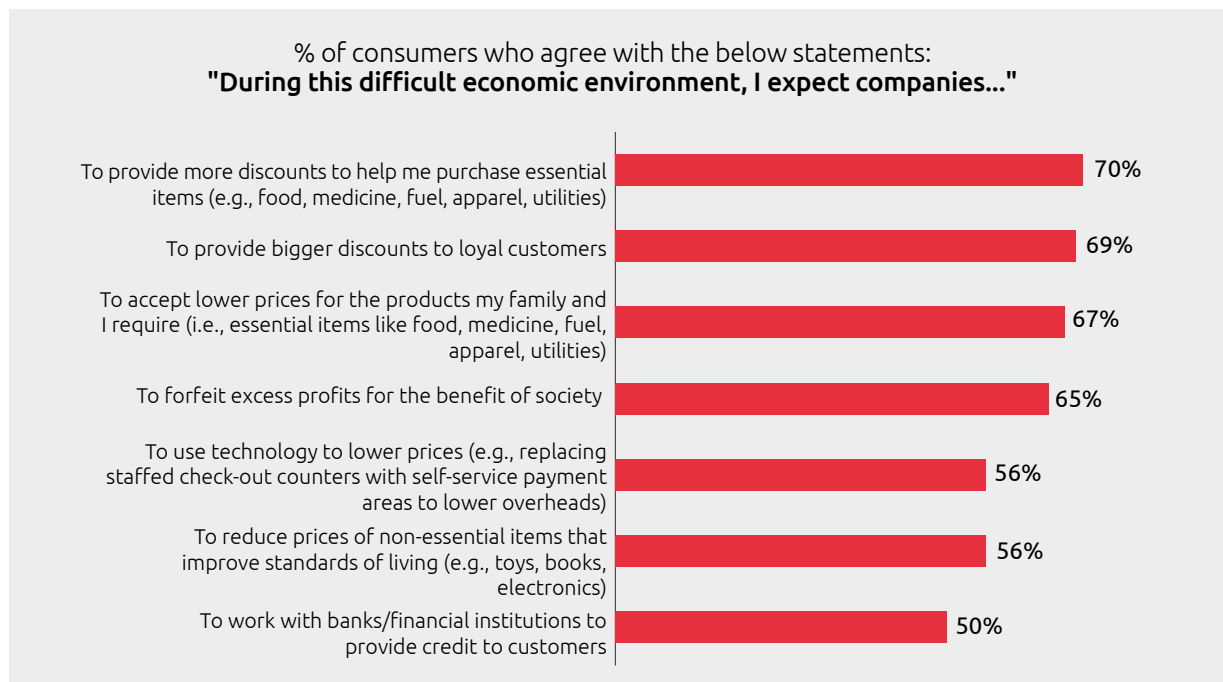 % of consumers who agree with the below statements:
"During this difficult economic environment, I expect companies..."
To provide more discounts to help me purchase essential
items (e.g., food, medicine, fuel, apparel, utilities)
70%
To provide bigger discounts to loyal customers
69%
To accept lower prices for the products my family and
I require (i.e., essential items like food, medicine, fuel,
apparel, utilities)
67%
To forfeit excess profits for the benefit of society
65%
To use technology to lower prices (e.g., replacing
staffed check-out counters with self-service payment
areas to lower overheads)
56%
To reduce prices of non-essential items that
improve standards of living (e.g., toys, books,
electronics)
56%
To work with banks/financial institutions to
provide credit to customers
50%